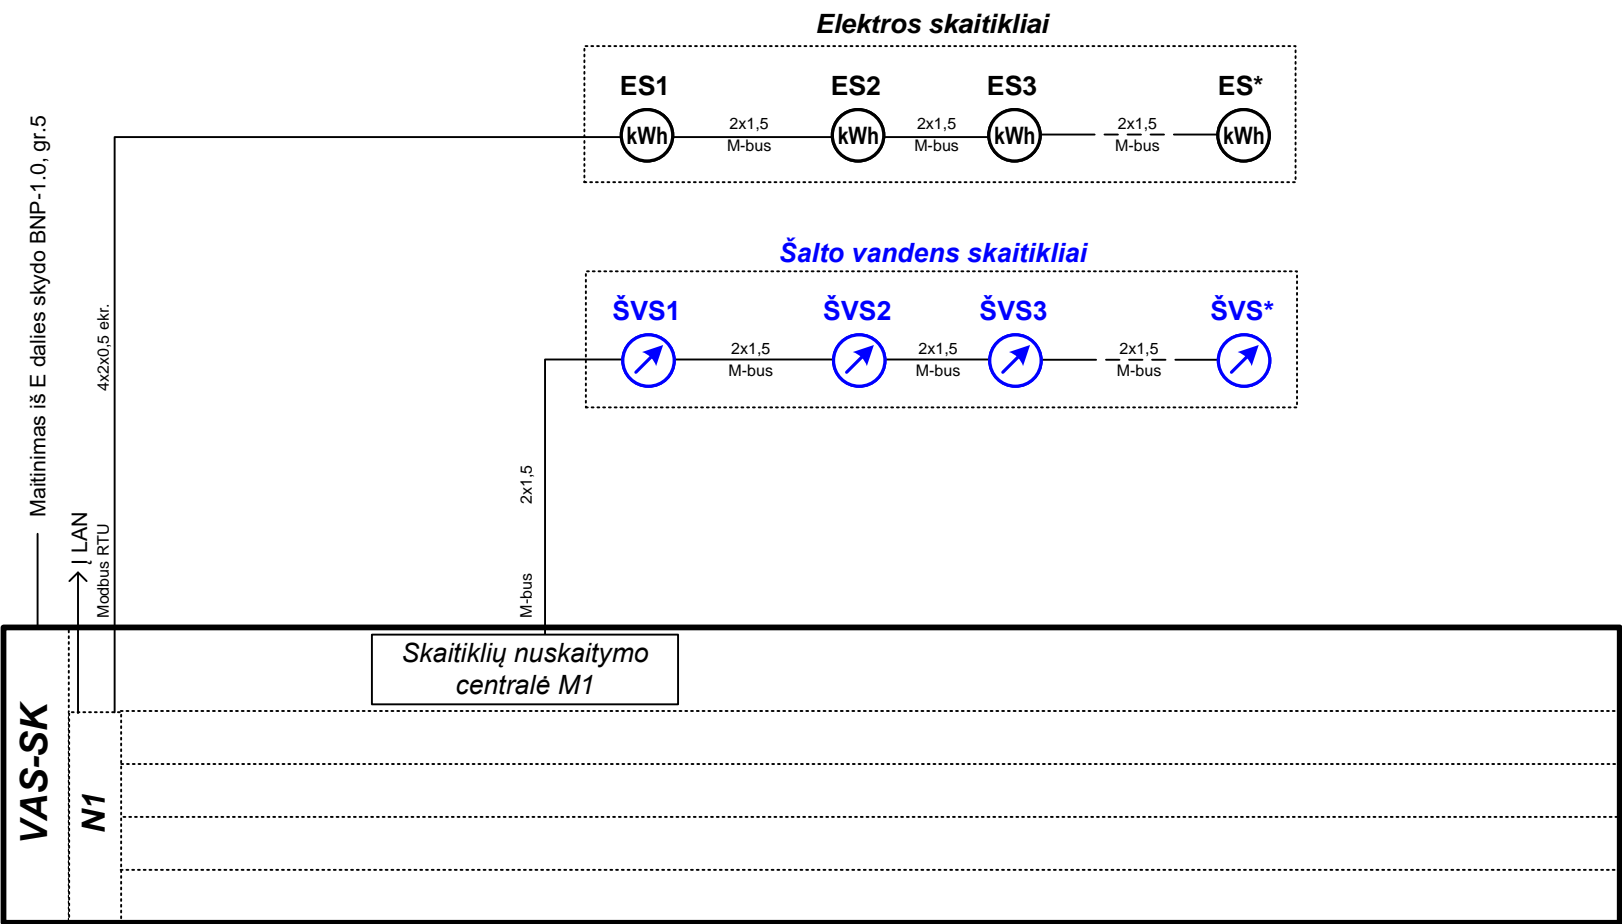 Elektros skaitikliai
ES1
ES2
ES3
ES*
kWh
2x1,5
M-bus
kWh
2x1,5
M-bus
kWh
2x1,5
M-bus
kWh
Šalto vandens skaitikliai
ŠVS1
ŠVS2
ŠVS3
ŠVS*
2x1,5
M-bus
2x1,5
M-bus
2x1,5
M-bus
Maitinimas iš E dalies skydo BNP-1.0, gr.5
Į LAN
Modbus RTU
4x2x0,5 ekr.
M-bus
2x1,5
Skaitiklių nuskaitymo
centralė M1
VAS-SK
N1